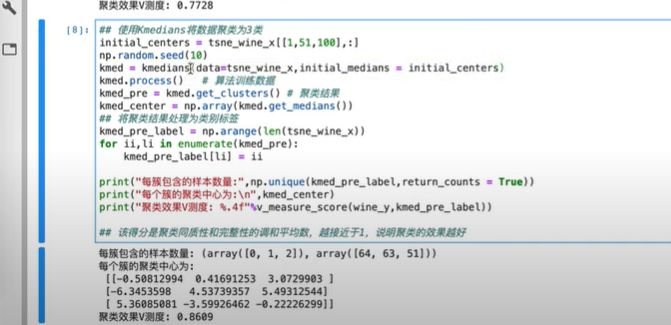 聚类效果V测度: 0.7728
[8]: ## 使用Kmedians将数据聚类为3类
initial_centers = tsne_wine_x[[1,51,100],:]
np.random.seed(10)
kmed = kmedians(data=tsne_wine_x,initial_medians = initial_centers)
kmed.process()   # 算法训练数据
kmed_pre = kmed.get_clusters() # 聚类结果
kmed_center = np.array(kmed.get_medians())
## 将聚类结果处理为类别标签
kmed_pre_label = np.arange(len(tsne_wine_x))
for ii,li in enumerate(kmed_pre):
    kmed_pre_label[li] = ii
print("每簇包含的样本数量:",np.unique(kmed_pre_label,return_counts = True))
print("每个簇的聚类中心为:\n",kmed_center)
print("聚类效果V测度: %.4f"%v_measure_score(wine_y,kmed_pre_label))
## 该得分是聚类同质性和完整性的调和平均数，越接近于1，说明聚类的效果越好
每簇包含的样本数量: (array([0, 1, 2]), array([64, 63, 51]))
每个簇的聚类中心为:
[[-0.50812994  0.41691253  3.0729903 ]
[-6.3453598   4.53739357  5.49312544]
[ 5.36085081 -3.59926462 -0.22226299]]
聚类效果V测度: 0.8609